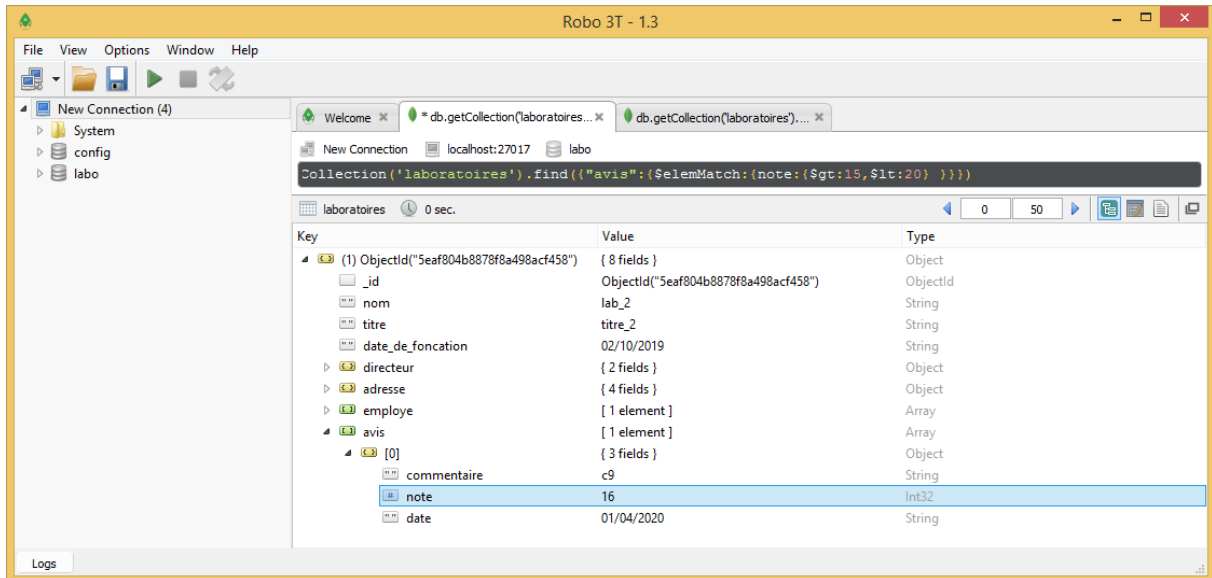 Robo 3T - 1.3
File View Options Window Help
New Connection (4)
System
config
labo
Welcome * db.getCollection('laboratoires... db.getCollection('laboratoires')....
New Connection localhost:27017 labo
Collection('laboratoires').find({"avis":{$elemMatch:{note:{$gt:15,$lt:20} }}})
laboratoires 0 sec. 0 50
Key Value Type
(1) ObjectId("5eaf804b8878f8a498acf458") { 8 fields } Object
_id ObjectId("5eaf804b8878f8a498acf458") ObjectId
nom lab_2 String
titre titre_2 String
date_de_foncation 02/10/2019 String
directeur { 2 fields } Object
adresse { 4 fields } Object
employe [ 1 element ] Array
avis [ 1 element ] Array
[0] { 3 fields } Object
commentaire c9 String
note 16 Int32
date 01/04/2020 String
Logs